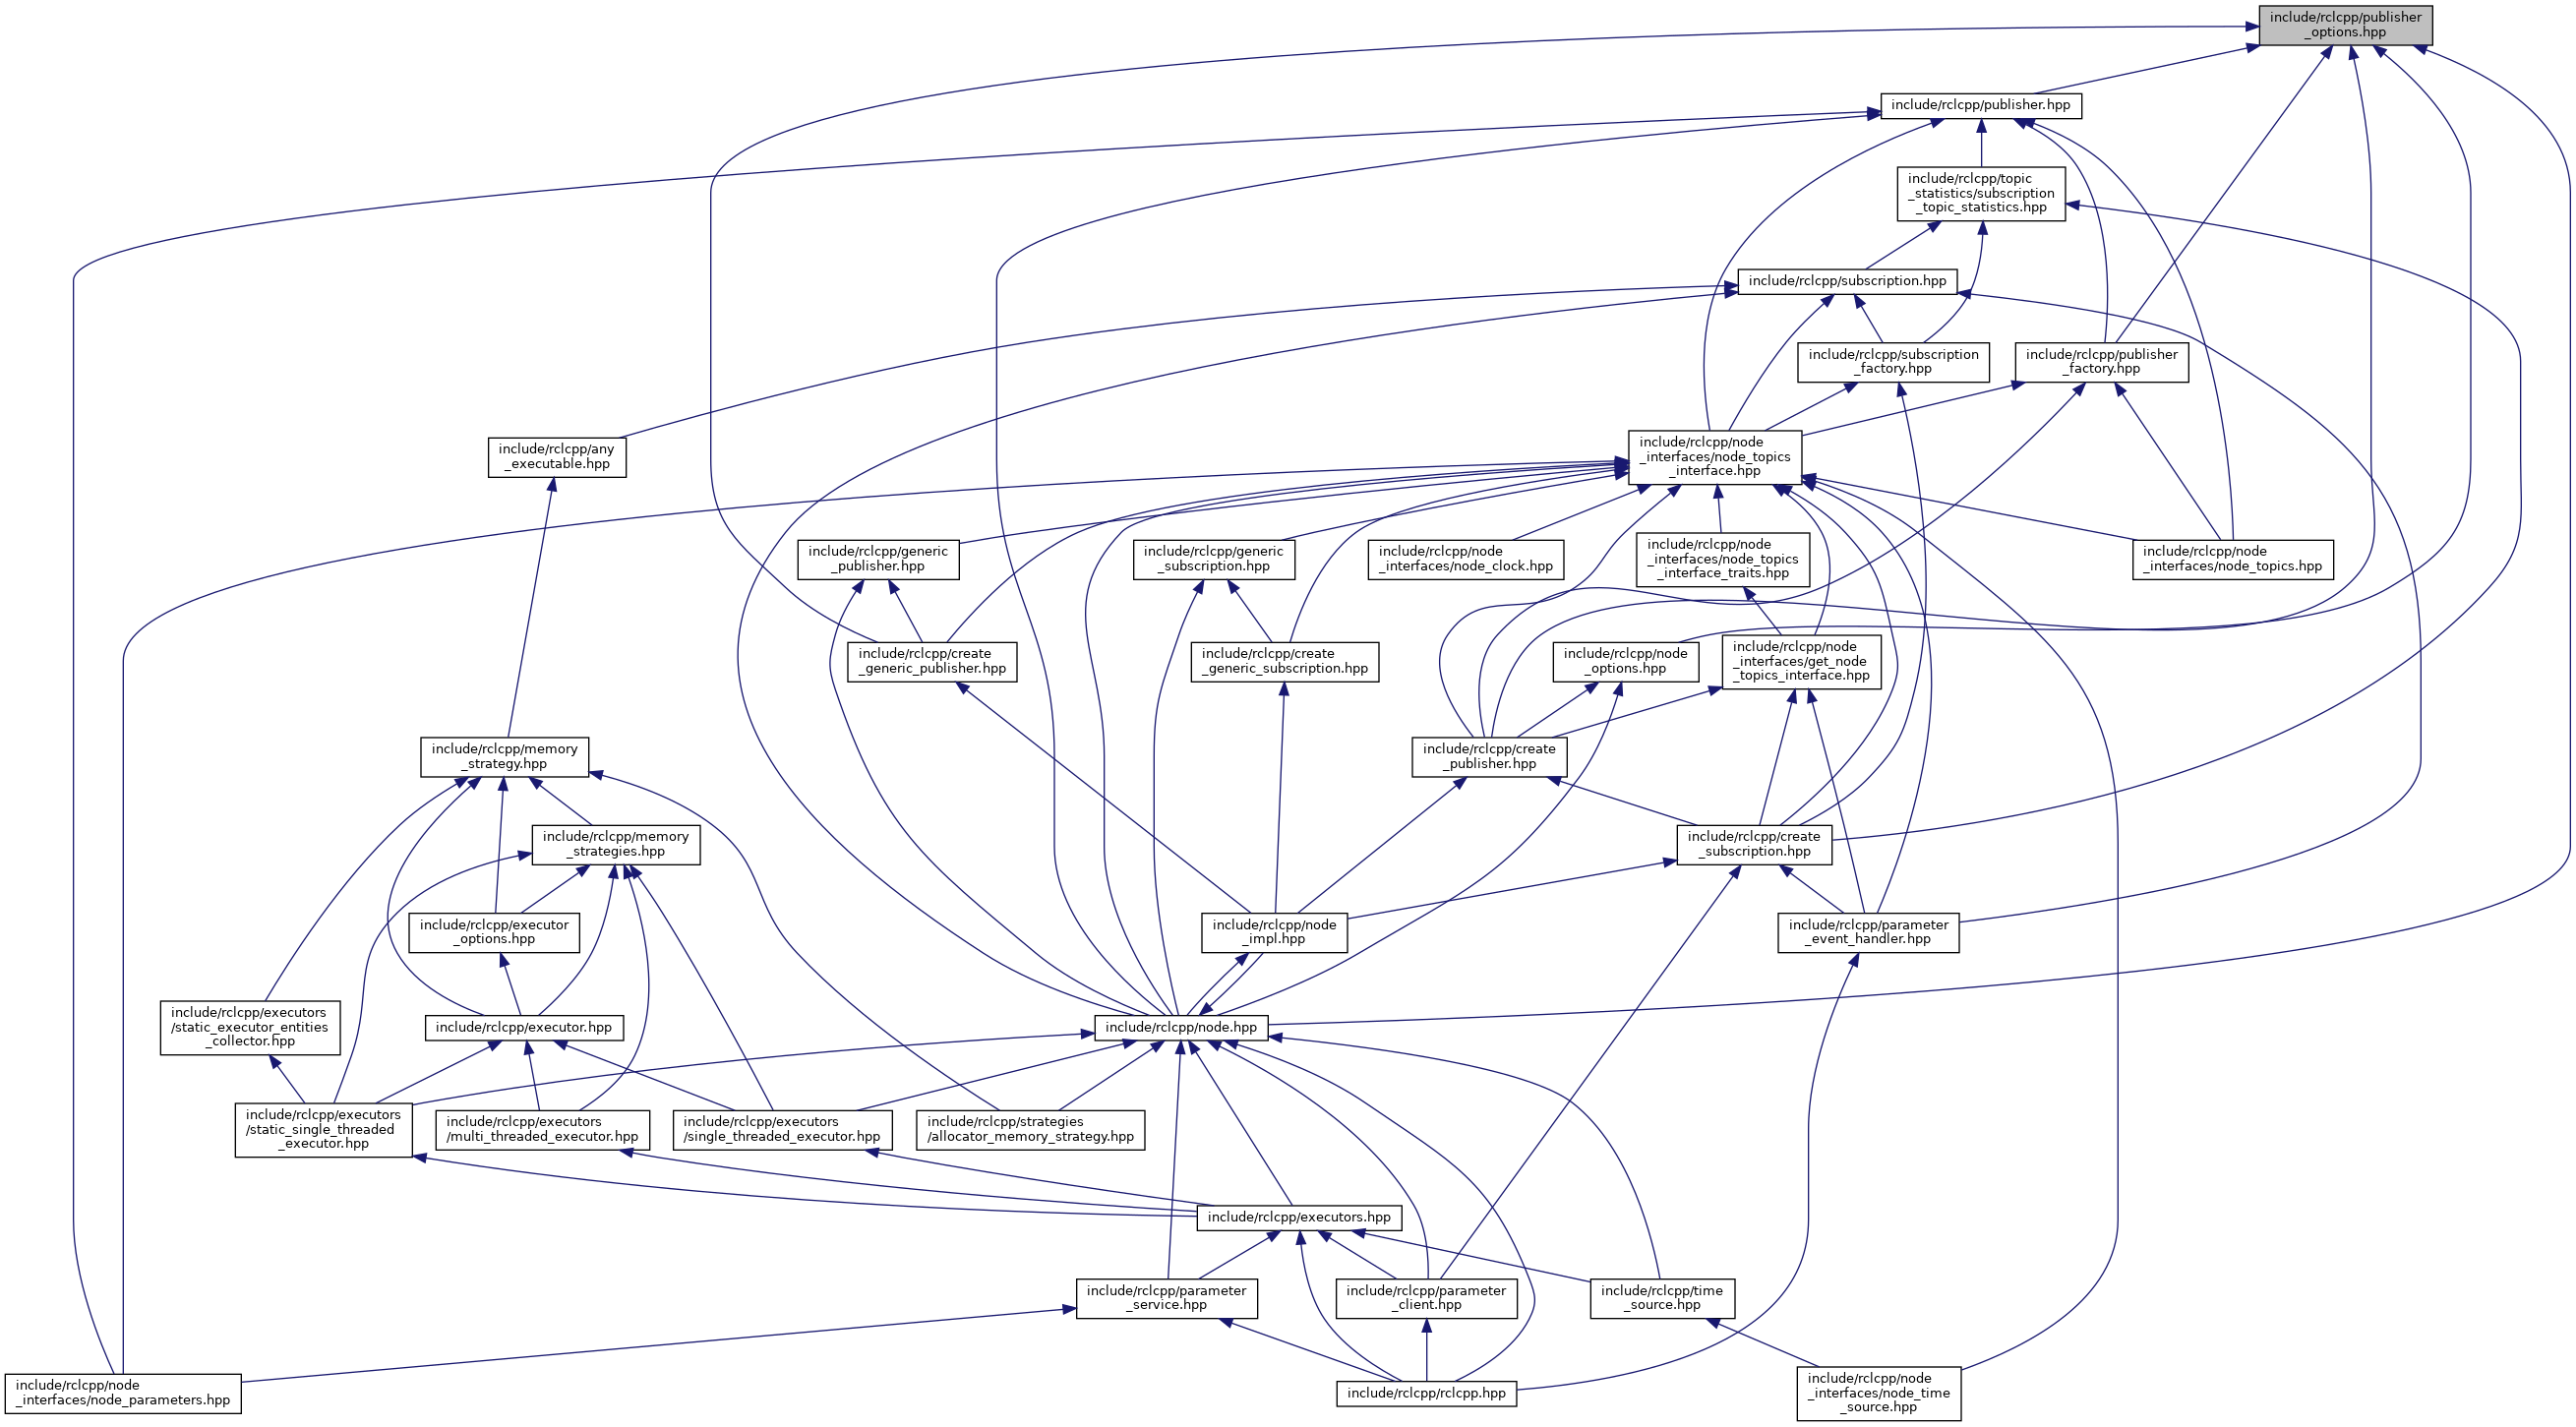 include/rclcpp/publisher
_options.hpp
include/rclcpp/publisher.hpp
include/rclcpp/topic
_statistics/subscription
_topic_statistics.hpp
include/rclcpp/subscription.hpp
include/rclcpp/subscription
_factory.hpp
include/rclcpp/publisher
_factory.hpp
include/rclcpp/any
_executable.hpp
include/rclcpp/node
_interfaces/node_topics
_interface.hpp
include/rclcpp/generic
_publisher.hpp
include/rclcpp/generic
_subscription.hpp
include/rclcpp/node
_interfaces/node_clock.hpp
include/rclcpp/node
_interfaces/node_topics
_interface_traits.hpp
include/rclcpp/node
_interfaces/node_topics.hpp
include/rclcpp/create
_generic_publisher.hpp
include/rclcpp/create
_generic_subscription.hpp
include/rclcpp/node
_options.hpp
include/rclcpp/node
_interfaces/get_node
_topics_interface.hpp
include/rclcpp/memory
_strategy.hpp
include/rclcpp/create
_publisher.hpp
include/rclcpp/memory
_strategies.hpp
include/rclcpp/create
_subscription.hpp
include/rclcpp/executor
_options.hpp
include/rclcpp/node
_impl.hpp
include/rclcpp/parameter
_event_handler.hpp
include/rclcpp/executors
/static_executor_entities
_collector.hpp
include/rclcpp/executor.hpp
include/rclcpp/node.hpp
include/rclcpp/executors
/static_single_threaded
_executor.hpp
include/rclcpp/executors
/multi_threaded_executor.hpp
include/rclcpp/executors
/single_threaded_executor.hpp
include/rclcpp/strategies
/allocator_memory_strategy.hpp
include/rclcpp/executors.hpp
include/rclcpp/parameter
_service.hpp
include/rclcpp/parameter
_client.hpp
include/rclcpp/time
_source.hpp
include/rclcpp/node
_interfaces/node_parameters.hpp
include/rclcpp/rclcpp.hpp
include/rclcpp/node
_interfaces/node_time
_source.hpp